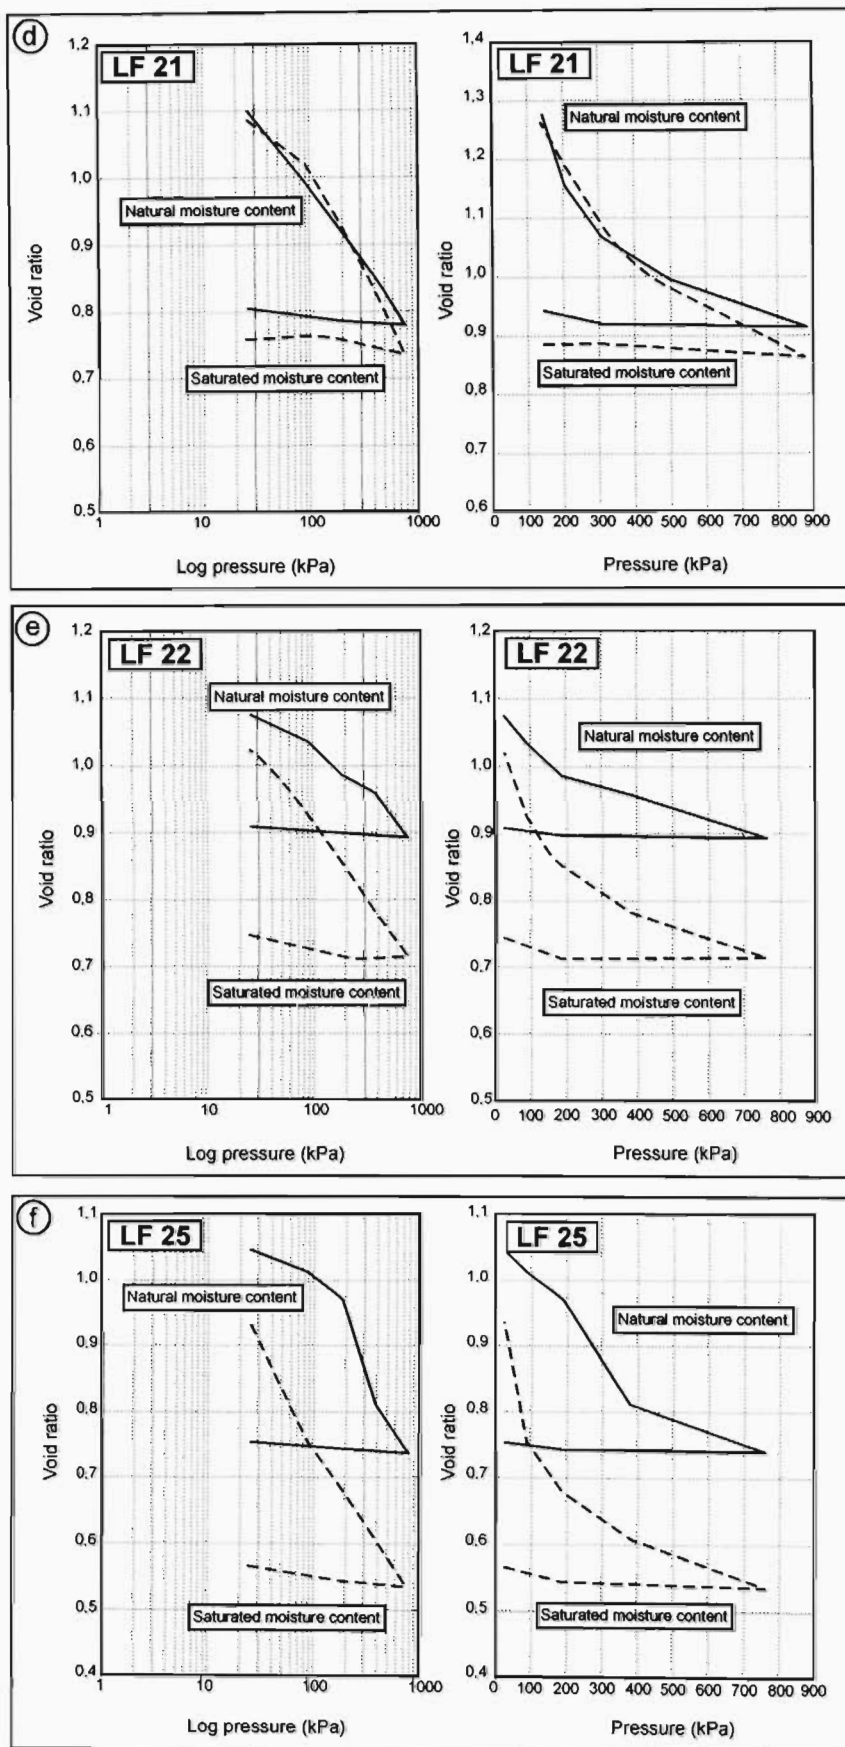 d
LF 21
1,2
1,1
1,0
0,9
0,8
0,7
0,6
0,5
Void ratio
Natural moisture content
Saturated moisture content
1 10 100 1000
Log pressure (kPa)
LF 21
1,4
1,3
1,2
1,1
1,0
0,9
0,8
0,7
0,6
Void ratio
Natural moisture content
Saturated moisture content
0 100 200 300 400 500 600 700 800 900
Pressure (kPa)
e
LF 22
1,2
1,1
1,0
0,9
0,8
0,7
0,6
0,5
Void ratio
Natural moisture content
Saturated moisture content
1 10 100 1000
Log pressure (kPa)
LF 22
1,2
1,1
1,0
0,9
0,8
0,7
0,6
0,5
Void ratio
Natural moisture content
Saturated moisture content
0 100 200 300 400 500 600 700 800 900
Pressure (kPa)
f
LF 25
1,1
1,0
0,9
0,8
0,7
0,6
0,5
0,4
Void ratio
Natural moisture content
Saturated moisture content
1 10 100 1000
Log pressure (kPa)
LF 25
1,1
1,0
0,9
0,8
0,7
0,6
0,5
0,4
Void ratio
Natural moisture content
Saturated moisture content
0 100 200 300 400 500 600 700 800 900
Pressure (kPa)